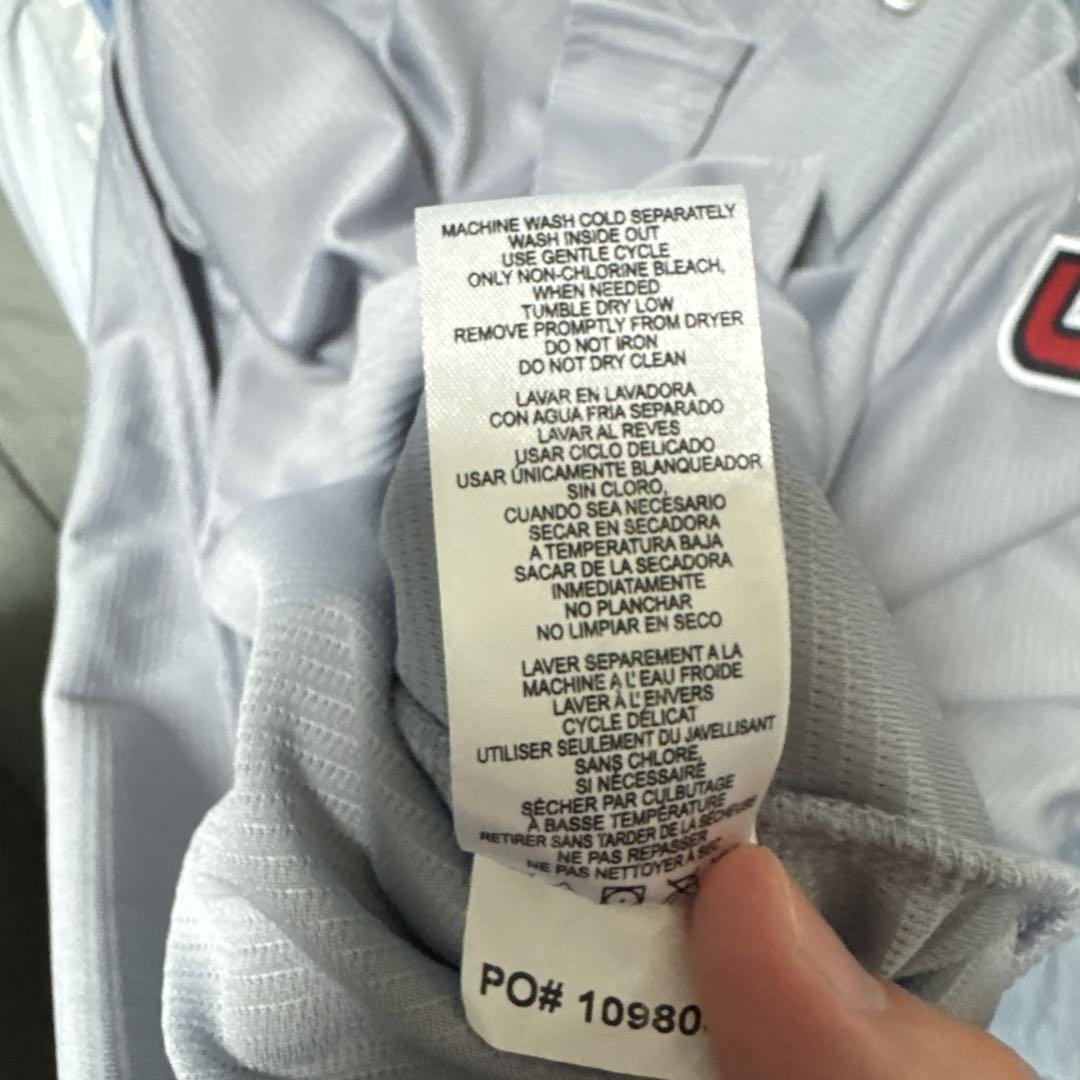 MACHINE WASH COLD SEPARATELY
WASH INSIDE OUT
USE GENTLE CYCLE
ONLY NON-CHLORINE BLEACH,
WHEN NEEDED
TUMBLE DRY LOW
REMOVE PROMPTLY FROM DRYER
DO NOT IRON
DO NOT DRY CLEAN
LAVAR EN LAVADORA
CON AGUA FRIA SEPARADO
LAVAR AL REVES
USAR CICLO DELICADO
USAR ÚNICAMENTE BLANQUEADOR
SIN CLORO,
CUANDO SEA NECESARIO
SECAR EN SECADORA
A TEMPERATURA BAJA
SACAR DE LA SECADORA
INMEDIATAMENTE
NO PLANCHAR
NO LIMPIAR EN SECO
LAVER SEPAREMENT A LA
MACHINE A L'EAU FROIDE
LAVER À L'ENVERS
CYCLE DÉLICAT
UTILISER SEULEMENT DU JAVELLISANT
SANS CHLORE,
SI NÉCESSAIRE
SÉCHER PAR CULBUTAGE
À BASSE TEMPÉRATURE
RETIRER SANS TARDER DE LA SÉCHEUSE
NE PAS REPASSER
NE PAS NETTOYER À
PO# 10980